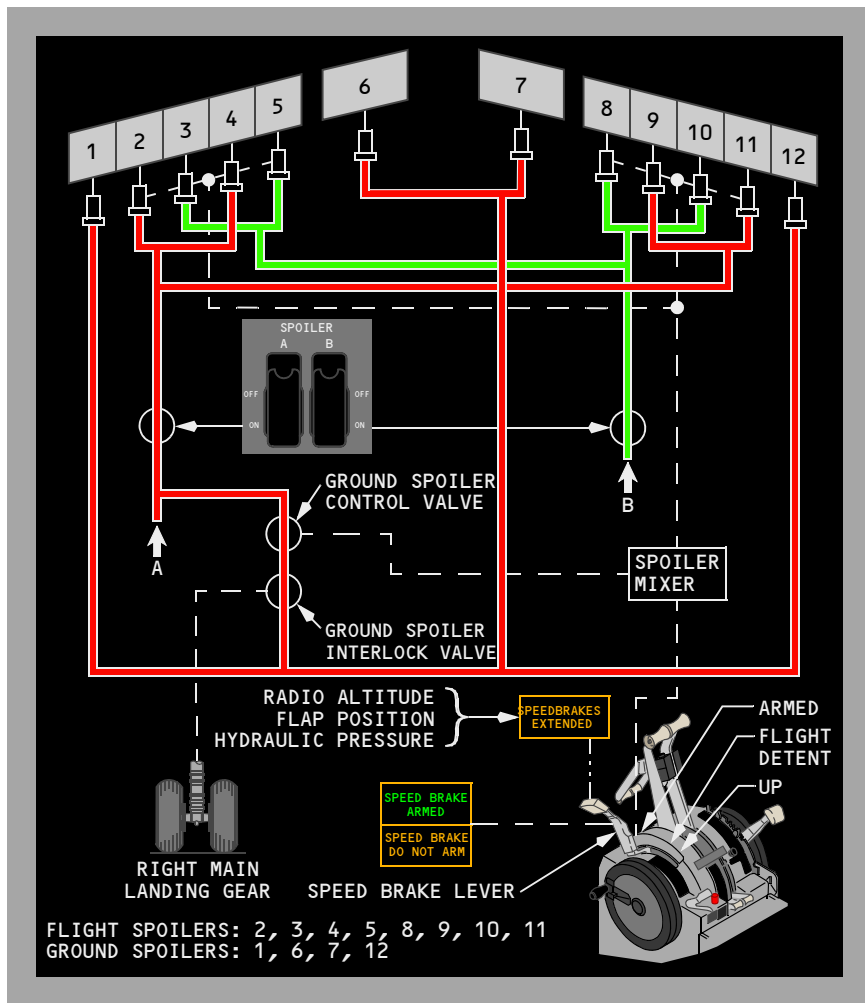 1 2 3 4 5 6 7 8 9 10 11 12
SPOILER
A B
OFF OFF
ON ON
GROUND SPOILER
CONTROL VALVE
A
B
SPOILER
MIXER
GROUND SPOILER
INTERLOCK VALVE
RADIO ALTITUDE
FLAP POSITION
HYDRAULIC PRESSURE
SPEEDBRAKES
EXTENDED
ARMED
FLIGHT
DETENT
UP
SPEED BRAKE
ARMED
SPEED BRAKE
DO NOT ARM
RIGHT MAIN
LANDING GEAR
SPEED BRAKE LEVER
FLIGHT SPOILERS: 2, 3, 4, 5, 8, 9, 10, 11
GROUND SPOILERS: 1, 6, 7, 12